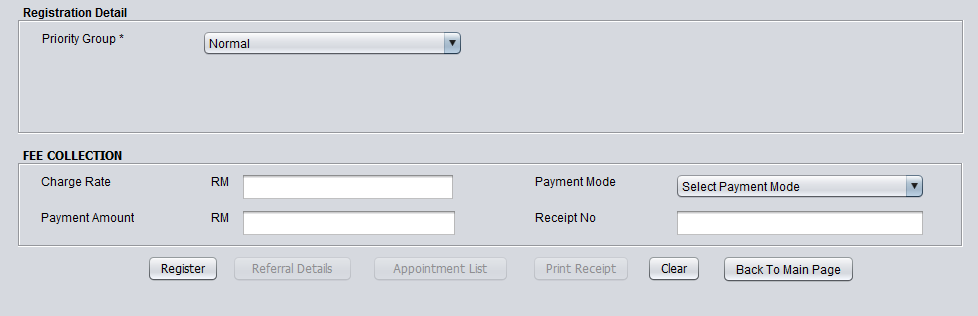 Registration Detail
Priority Group * Normal
FEE COLLECTION
Charge Rate RM Payment Mode Select Payment Mode
Payment Amount RM Receipt No
Register Referral Details Appointment List Print Receipt Clear Back To Main Page